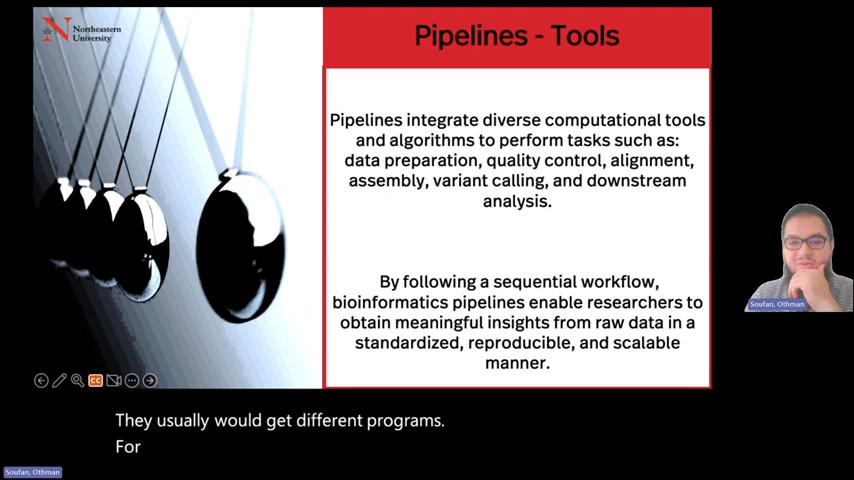 Northeastern
University
Pipelines - Tools
Pipelines integrate diverse computational tools
and algorithms to perform tasks such as:
data preparation, quality control, alignment,
assembly, variant calling, and downstream
analysis.
By following a sequential workflow,
bioinformatics pipelines enable researchers to
obtain meaningful insights from raw data in a
standardized, reproducible, and scalable
manner.
Soufan, Othman
CC
They usually would get different programs.
For
Soufan, Othman